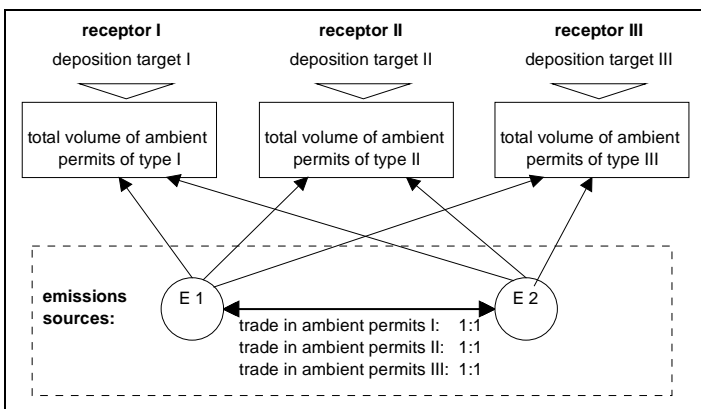 receptor I
receptor II
receptor III
deposition target I
deposition target II
deposition target III
total volume of ambient
permits of type I
total volume of ambient
permits of type II
total volume of ambient
permits of type III
emissions
sources:
E 1
E 2
trade in ambient permits I: 1:1
trade in ambient permits II: 1:1
trade in ambient permits III: 1:1